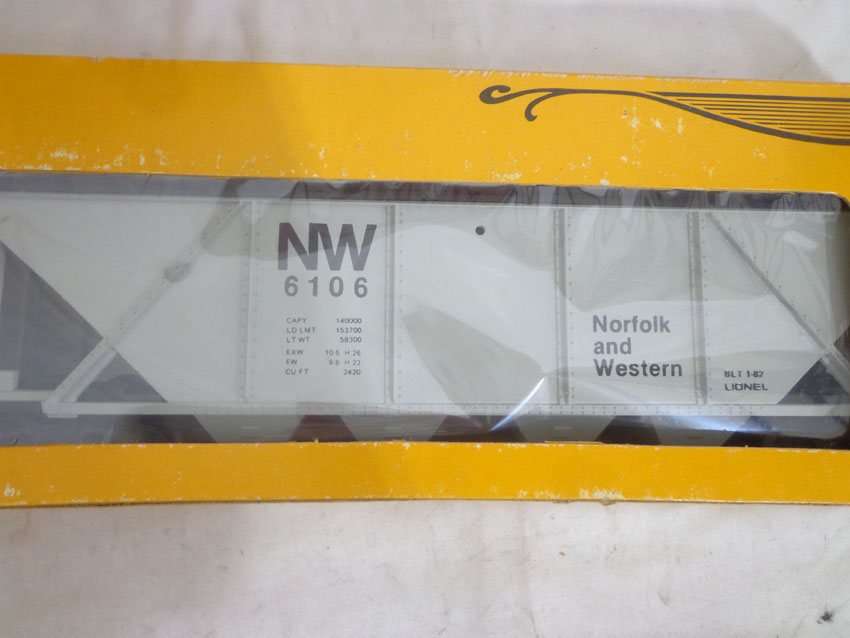 NW
6106
CAPY 140000
LD LMT 153700
LT WT 58300
EXW 10-5 H 26
EW 9-8 H 22
CU FT 2420
Norfolk
and
Western
BLT 1-82
LIONEL